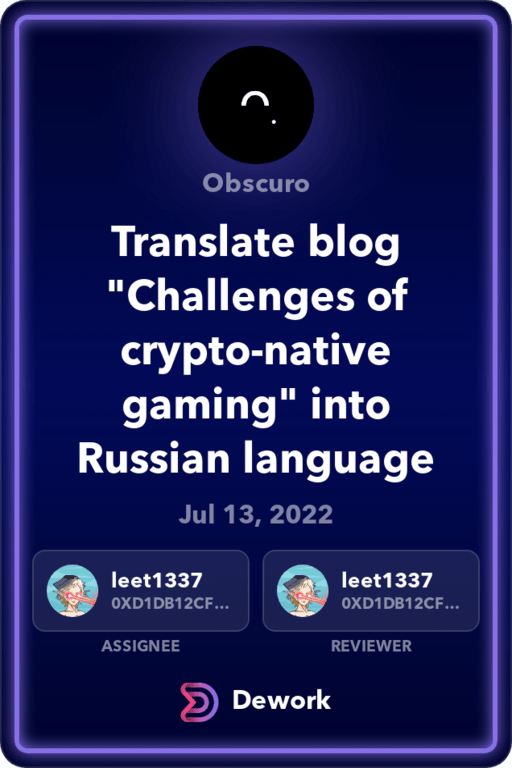 Obscuro
Translate blog
"Challenges of
crypto-native
gaming" into
Russian language
Jul 13, 2022
leet1337
0XD1DB12CF...
ASSIGNEE
leet1337
0XD1DB12CF...
REVIEWER
Dework